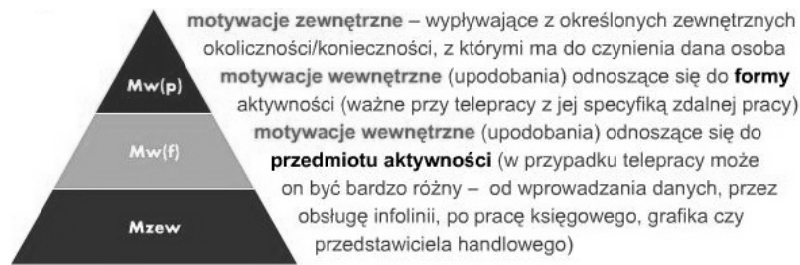 motywacje zewnętrzne – wypływające z określonych zewnętrznych
okoliczności/konieczności, z którymi ma do czynienia dana osoba
motywacje wewnętrzne (upodobania) odnoszące się do formy
aktywności (ważne przy telepracy z jej specyfiką zdalnej pracy)
motywacje wewnętrzne (upodobania) odnoszące się do
przedmiotu aktywności (w przypadku telepracy może
on być bardzo różny – od wprowadzania danych, przez
obsługę infolinii, po pracę księgowego, grafika czy
przedstawiciela handlowego)
Mw(p)
Mw(f)
Mzew